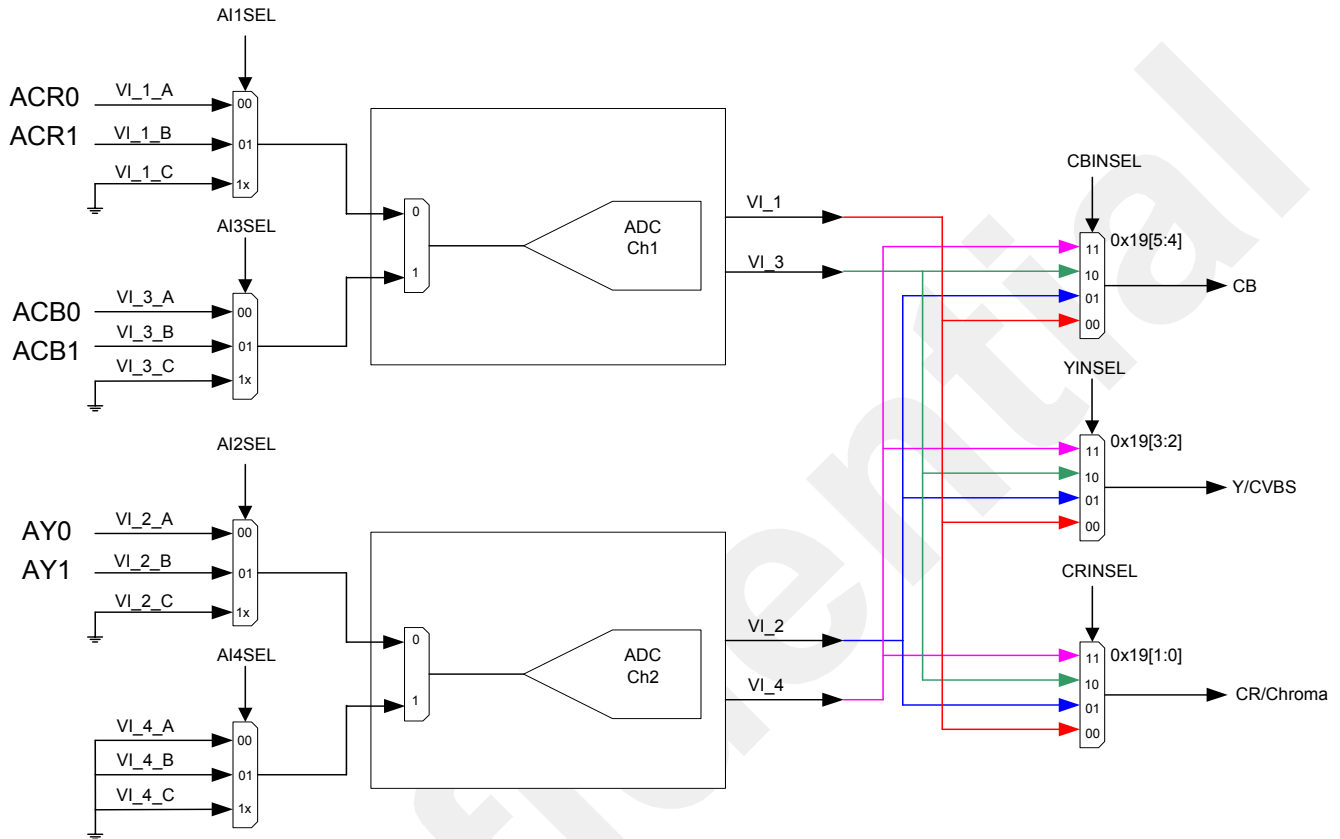 AI1SEL
ACR0
VI_1_A
00
ACR1
VI_1_B
01
VI_1_C
1x
AI3SEL
ACB0
VI_3_A
00
ACB1
VI_3_B
01
VI_3_C
1x
0
1
ADC
Ch1
VI_1
VI_3
AI2SEL
AY0
VI_2_A
00
AY1
VI_2_B
01
VI_2_C
1x
AI4SEL
VI_4_A
00
VI_4_B
01
VI_4_C
1x
0
1
ADC
Ch2
VI_2
VI_4
CBINSEL
11
0x19[5:4]
10
01
00
CB
YINSEL
11
0x19[3:2]
10
01
00
Y/CVBS
CRINSEL
11
0x19[1:0]
10
01
00
CR/Chroma
fidential